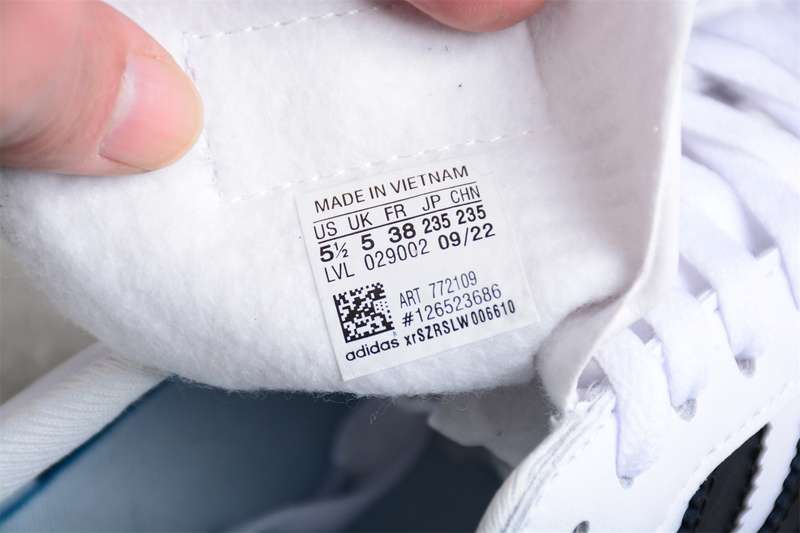 MADE IN VIETNAM
US UK FR JP CHN
5½ 5 38 235 235
LVL 029002 09/22
ART 772109
#126523686
adidas® xrSZRSLW006610